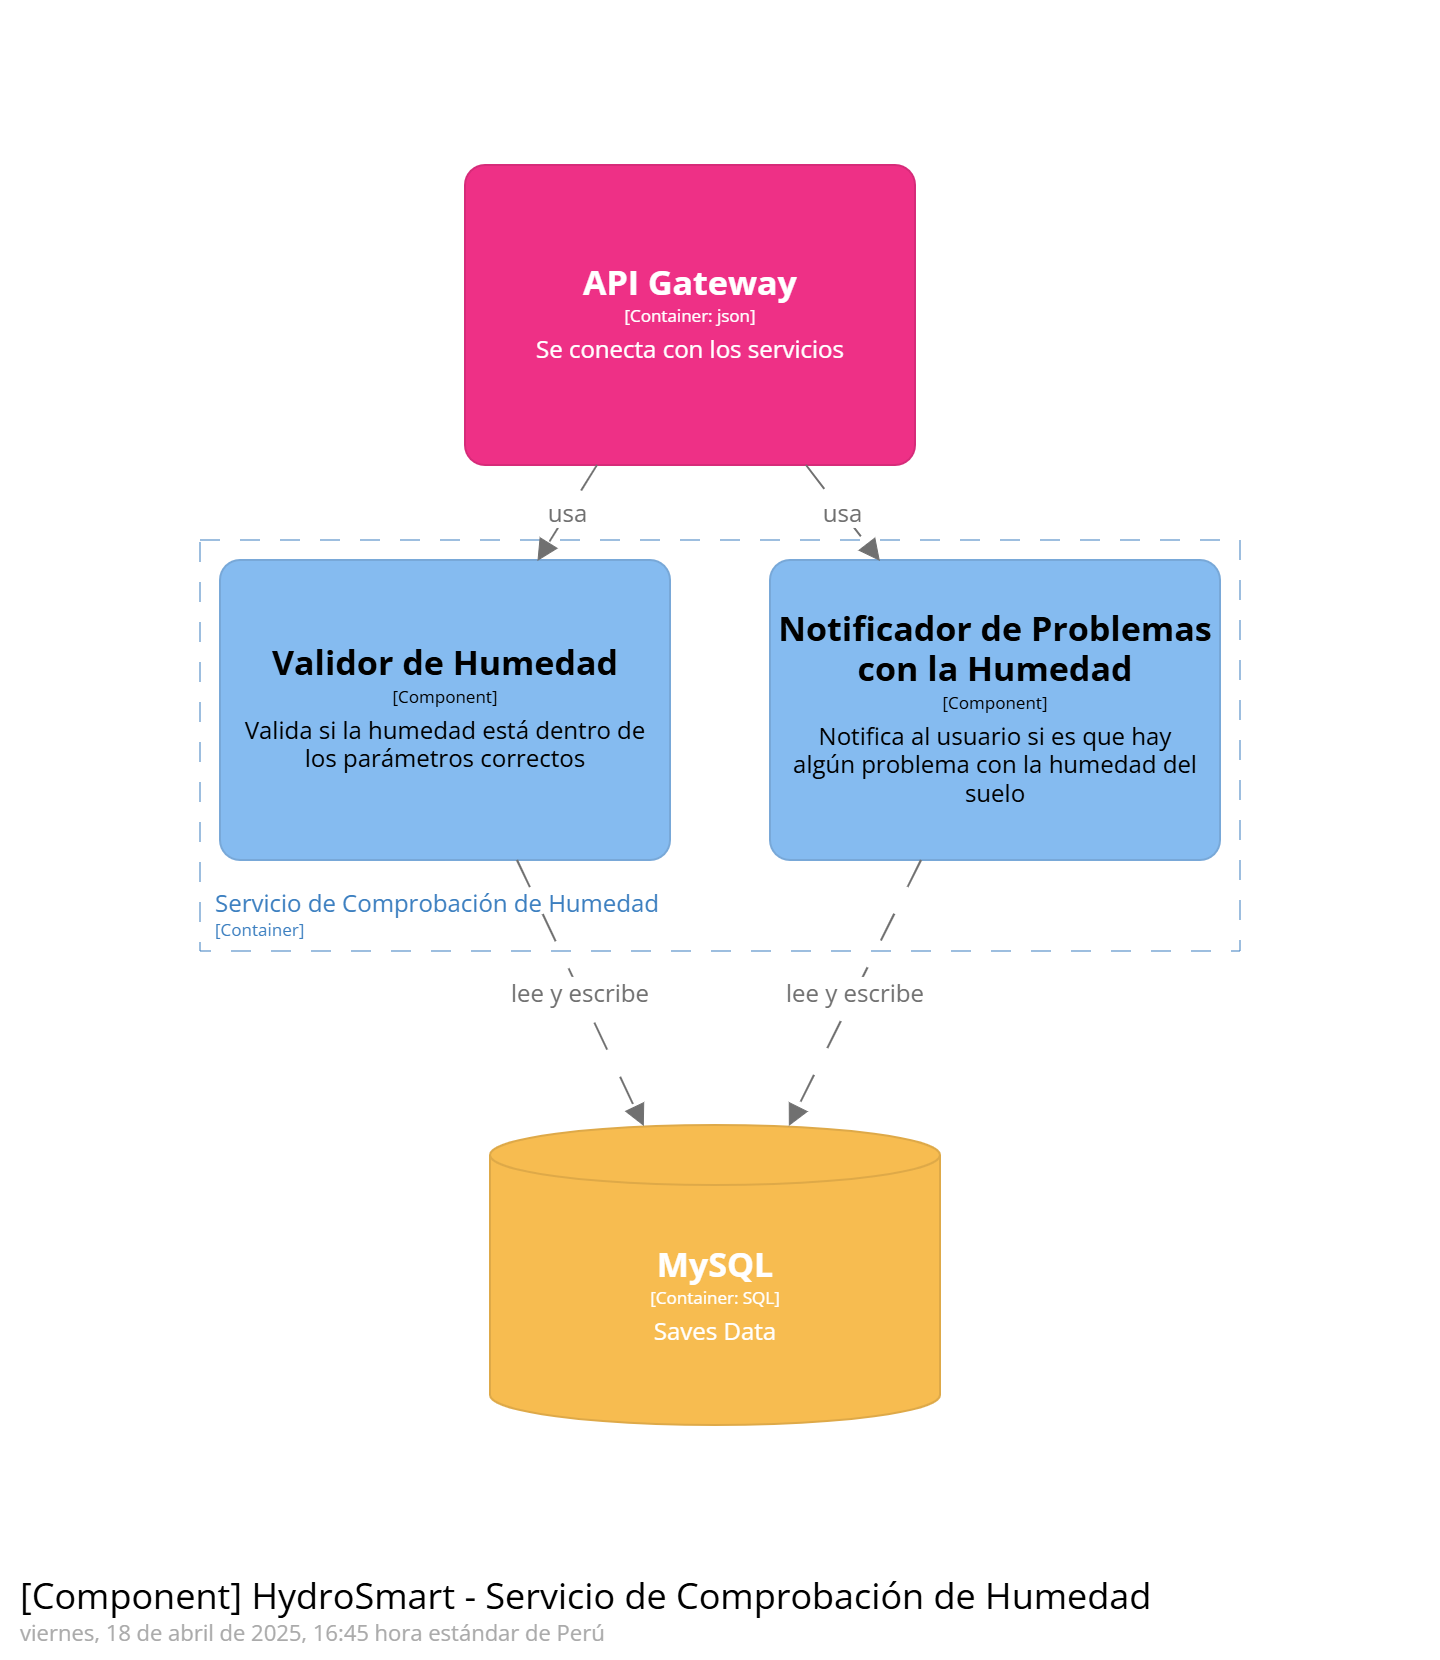 API Gateway
[Container: json]
Se conecta con los servicios
usa
usa
Validor de Humedad
[Component]
Valida si la humedad está dentro de
los parámetros correctos
Notificador de Problemas
con la Humedad
[Component]
Notifica al usuario si es que hay
algún problema con la humedad del
suelo
Servicio de Comprobación de Humedad
[Container]
lee y escribe
lee y escribe
MySQL
[Container: SQL]
Saves Data
[Component] HydroSmart - Servicio de Comprobación de Humedad
viernes, 18 de abril de 2025, 16:45 hora estándar de Perú